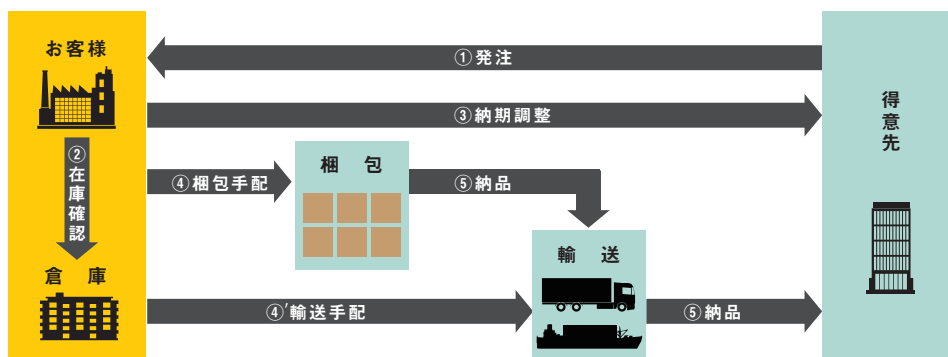 お客様
①発注
③納期調整
得意先
②在庫確認
④梱包手配
梱包
⑤納品
倉庫
④'輸送手配
輸送
⑤納品